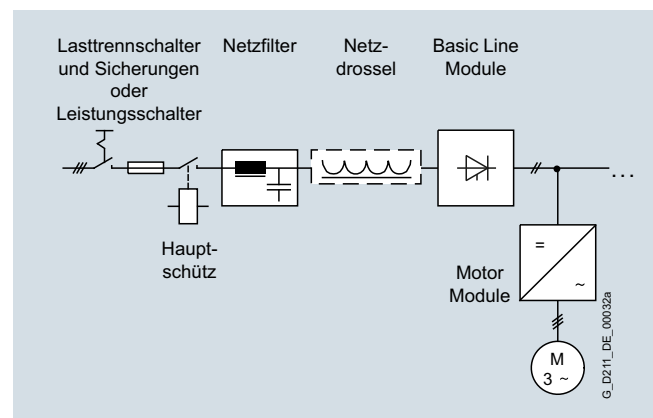 Lasttrennschalter
und Sicherungen
oder
Leistungsschalter
Netzfilter
Netz-
drossel
Basic Line
Module
Haupt-
schütz
...
=
~
Motor
Module
M
3 ~
G_D211_DE_00032a